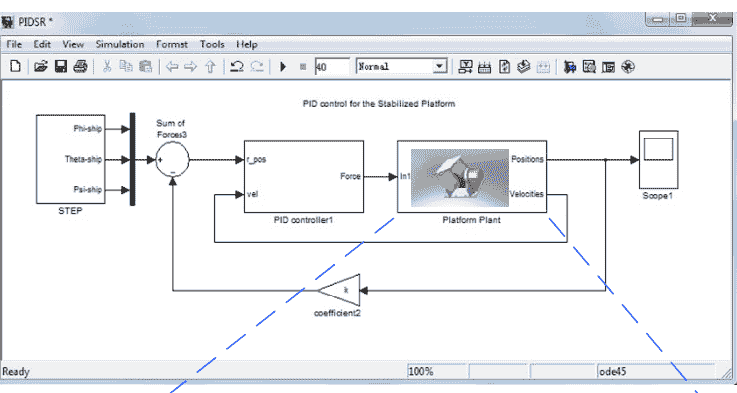 PIDSR *
File Edit View Simulation Format Tools Help
40 Normal
PID control for the Stabilized Platform
Phi-ship
Theta-ship
Psi-ship
STEP
Sum of
Forces3
+
−
r_pos
vel
Force
PID controller1
In1
Positions
Velocities
Platform Plant
Scope1
k
coefficient2
Ready 100% ode45